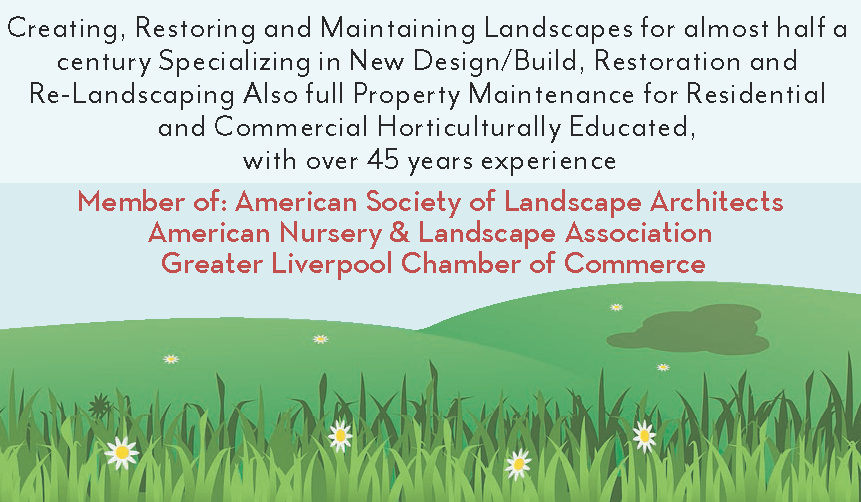 Creating, Restoring and Maintaining Landscapes for almost half a
century Specializing in New Design/Build, Restoration and
Re-Landscaping Also full Property Maintenance for Residential
and Commercial Horticulturally Educated,
with over 45 years experience
Member of: American Society of Landscape Architects
American Nursery & Landscape Association
Greater Liverpool Chamber of Commerce